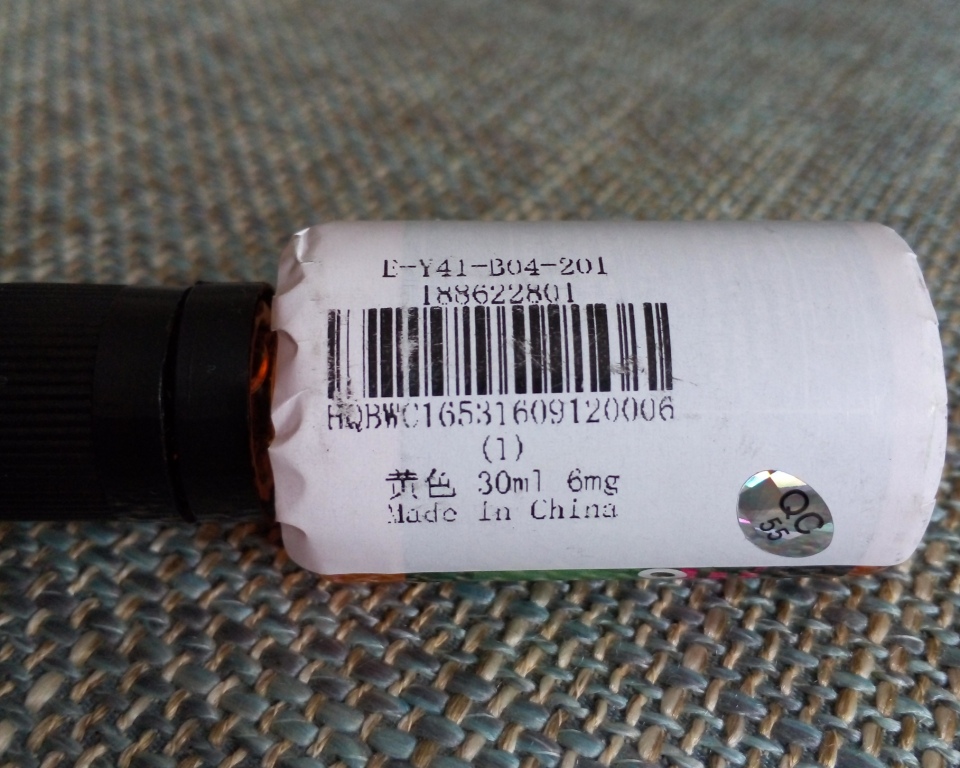 E-Y41-B04-201
188622801
HQBWC16531609120006
(1)
黄色 30ml 6mg
Made in China
QC
55